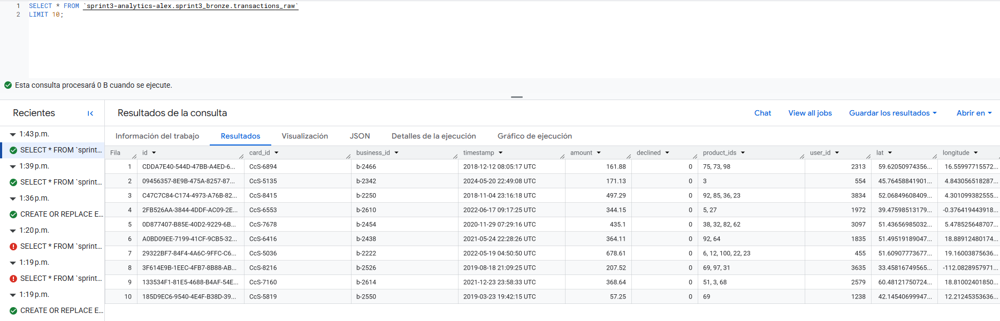 1 SELECT * FROM `sprint3-analytics-alex.sprint3_bronze.transactions_raw`
2 LIMIT 10;
Esta consulta procesará 0 B cuando se ejecute.
Recientes
1:43 p.m.
SELECT * FROM `sprint...
1:39 p.m.
SELECT * FROM `sprint...
1:36 p.m.
CREATE OR REPLACE E...
1:20 p.m.
SELECT * FROM `sprint...
1:19 p.m.
SELECT * FROM `sprint...
1:19 p.m.
CREATE OR REPLACE E...
Resultados de la consulta
Chat View all jobs Guardar los resultados Abrir en
Información del trabajo Resultados Visualización JSON Detalles de la ejecución Gráfico de ejecución
Fila id card_id business_id timestamp amount declined product_ids user_id lat longitude
1 CDDA7E40-544D-47BB-A4ED-6... CcS-6894 b-2466 2018-12-12 08:05:17 UTC 161.88 0 75, 73, 98 2313 59.62050974356... 16.55997715572...
2 09456357-8E9B-475A-8257-87... CcS-5135 b-2342 2024-05-20 22:49:08 UTC 171.13 0 3 554 45.76458841901... 4.843056518287...
3 C47C7C84-C174-4973-A76B-82... CcS-8415 b-2250 2018-11-04 23:16:18 UTC 497.29 0 92, 85, 36, 23 3834 52.06849608409... 4.301099382555...
4 2FB526AA-3844-4DDF-AC09-2E... CcS-6553 b-2610 2022-06-17 09:17:25 UTC 344.15 0 5, 27 1972 39.47598513179... -0.376419443918...
5 0D877407-B85E-40D2-9229-6B... CcS-7678 b-2454 2020-11-29 07:29:16 UTC 435.1 0 38, 32, 82, 62 3097 51.43656985032... 5.478525648707...
6 A0BD09EE-7199-41CF-9CB5-32... CcS-6416 b-2438 2021-05-24 22:28:26 UTC 364.11 0 92, 64 1835 51.49519189047... 18.88912480174...
7 29322BF7-84F4-4A6C-9FFC-C6... CcS-5036 b-2222 2022-05-19 04:50:50 UTC 678.61 0 6, 12, 100, 22, 23 455 51.60907773677... 19.16003875636...
8 3F614E9B-1EEC-4FB7-8B88-AB... CcS-8216 b-2526 2019-08-18 21:09:25 UTC 207.52 0 69, 97, 31 3635 33.45816749565... -112.0828957971...
9 133534F1-81E5-4688-B4AF-54E... CcS-7160 b-2614 2021-12-23 23:58:33 UTC 368.64 0 51, 3, 68 2579 60.48121750724... 18.81002401850...
10 185D9EC6-9540-4E4F-B38D-39... CcS-5819 b-2550 2019-03-23 19:42:15 UTC 57.25 0 69 1238 42.14540699947... 12.21245353636...